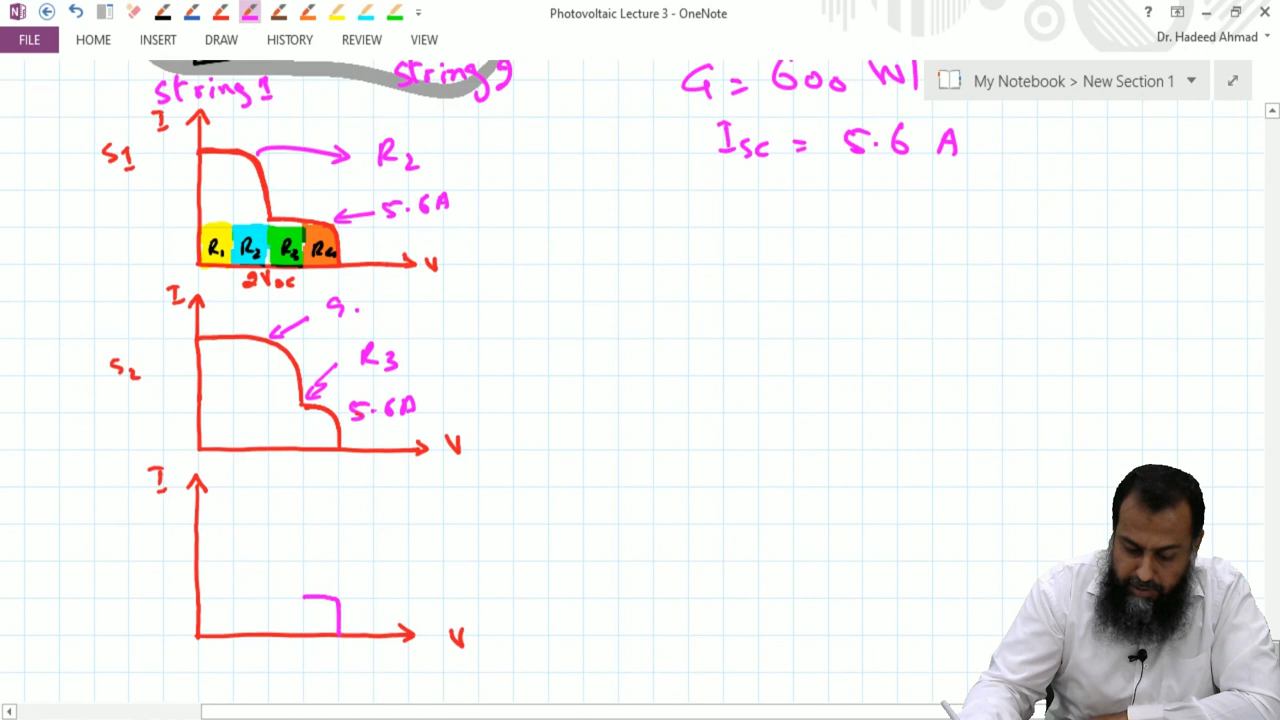 Photovoltaic Lecture 3 - OneNote
?
FILE HOME INSERT DRAW HISTORY REVIEW VIEW
Dr. Hadeed Ahmad
My Notebook > New Section 1
string 1
G = 600 W/
Isc = 5.6 A
I
S1
R2
5.6A
R1 R2 R3 R4
V
2Voc
I
9.
S2
R3
5.6A
V
I
V